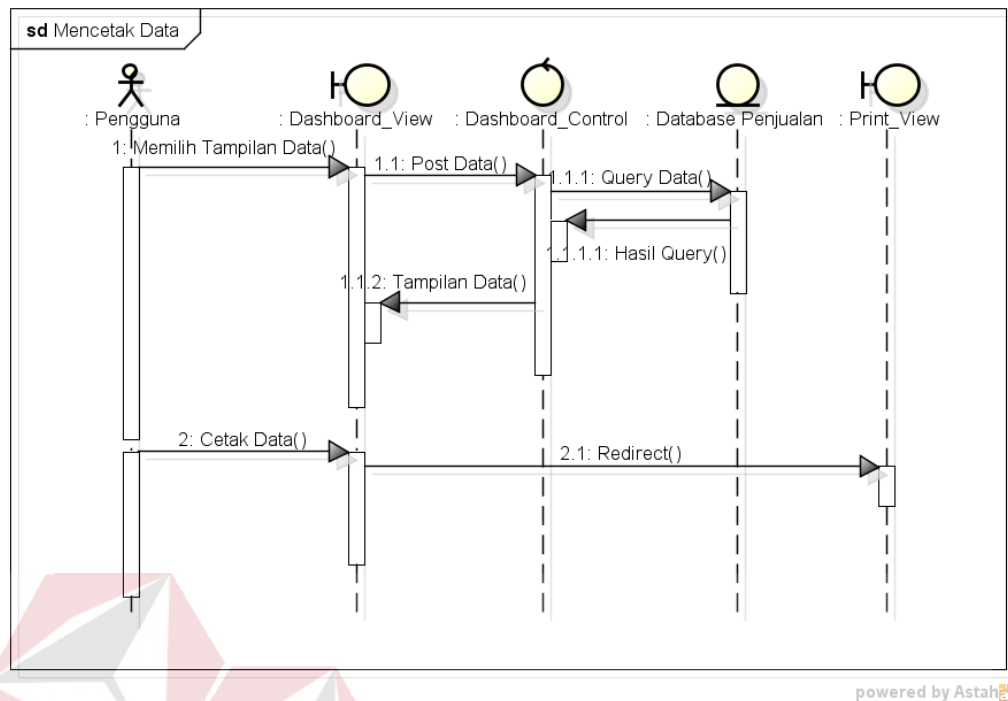 sd Mencetak Data
: Pengguna
: Dashboard_View
: Dashboard_Control
: Database Penjualan
: Print_View
1: Memilih Tampilan Data()
1.1: Post Data()
1.1.1: Query Data()
1.1.1.1: Hasil Query()
1.1.2: Tampilan Data()
2: Cetak Data()
2.1: Redirect()
powered by Astah